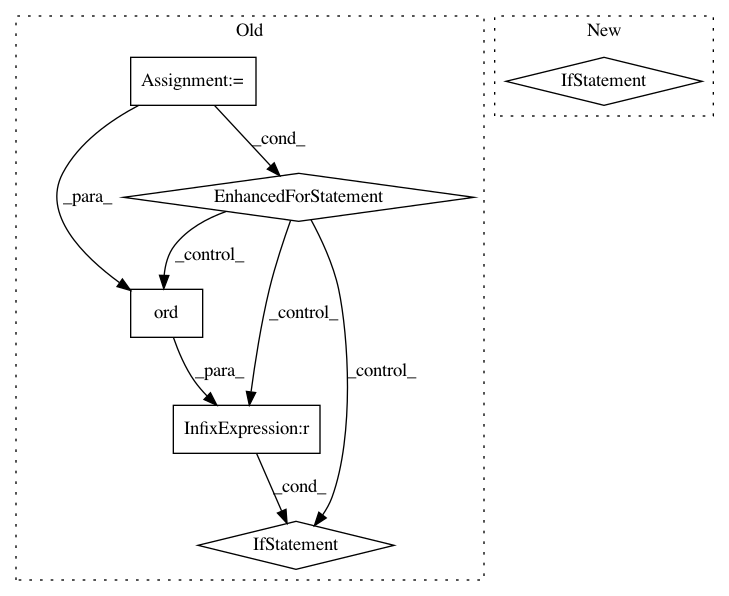 Old
New
Assignment:=
IfStatement
_cond_
_para_
EnhancedForStatement
_control_
ord
_control_
_para_
_control_
InfixExpression:r
_cond_
IfStatement